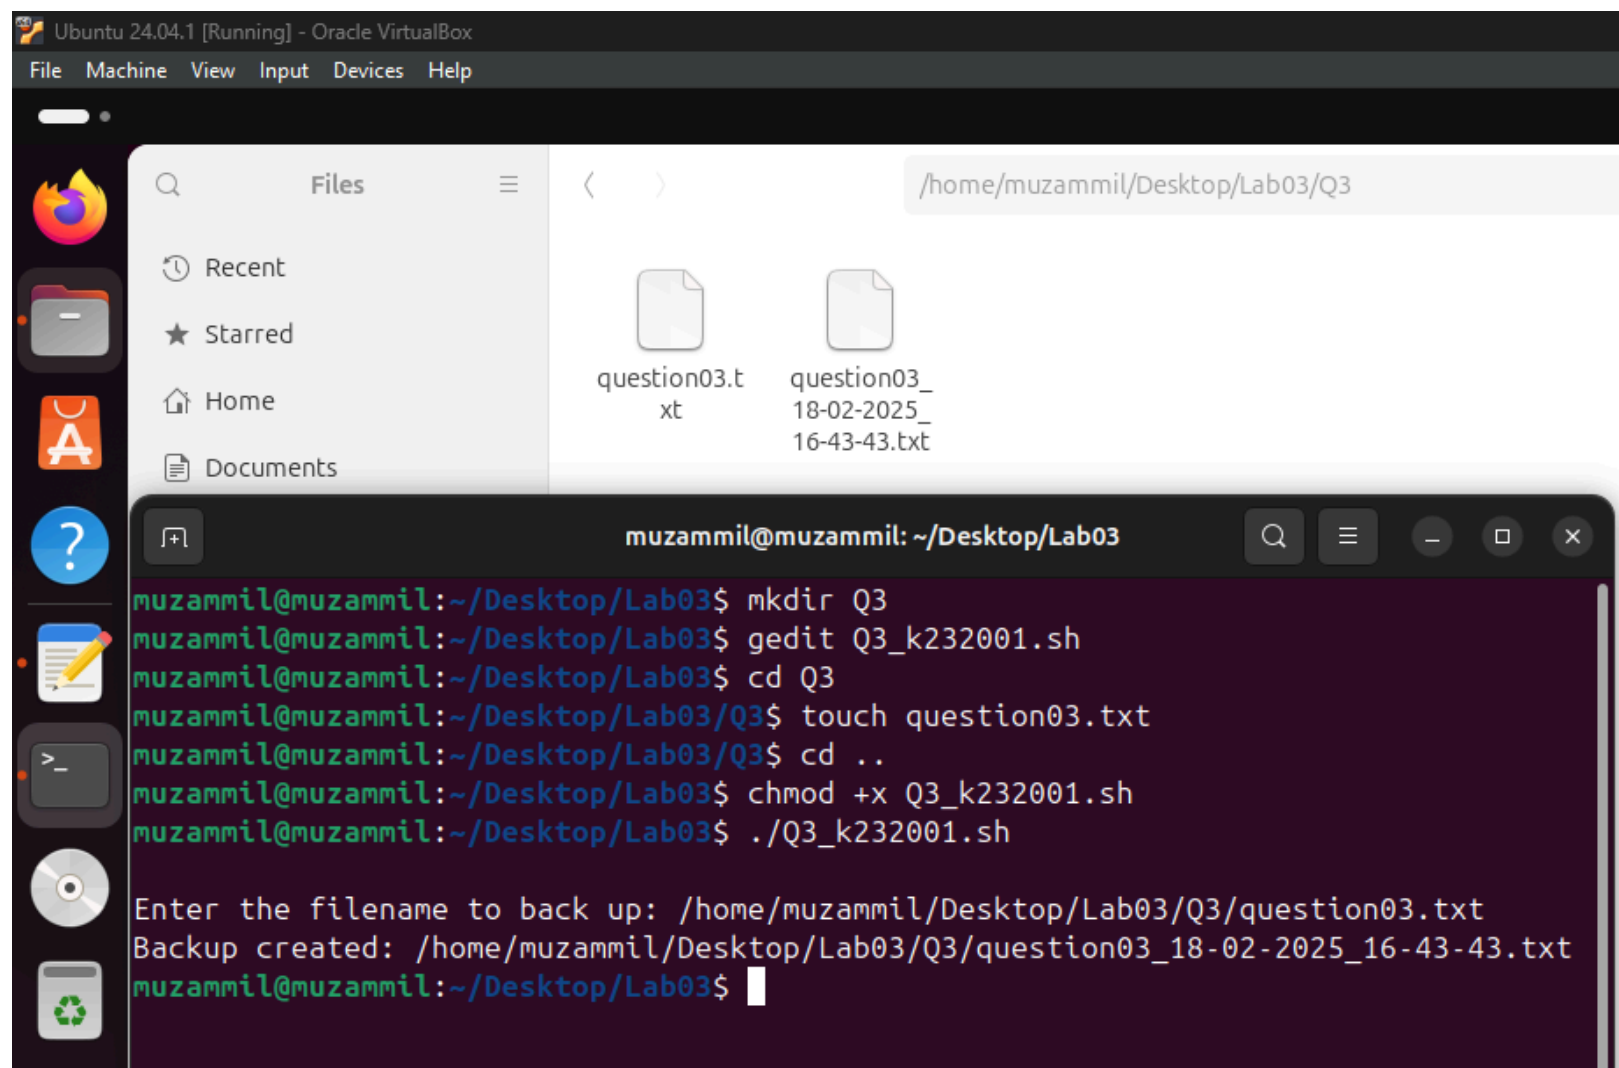 Ubuntu 24.04.1 [Running] - Oracle VirtualBox
File Machine View Input Devices Help
Files
/home/muzammil/Desktop/Lab03/Q3
Recent
Starred
Home
Documents
question03.t
xt
question03_
18-02-2025_
16-43-43.txt
muzammil@muzammil: ~/Desktop/Lab03
muzammil@muzammil:~/Desktop/Lab03$ mkdir Q3
muzammil@muzammil:~/Desktop/Lab03$ gedit Q3_k232001.sh
muzammil@muzammil:~/Desktop/Lab03$ cd Q3
muzammil@muzammil:~/Desktop/Lab03/Q3$ touch question03.txt
muzammil@muzammil:~/Desktop/Lab03/Q3$ cd ..
muzammil@muzammil:~/Desktop/Lab03$ chmod +x Q3_k232001.sh
muzammil@muzammil:~/Desktop/Lab03$ ./Q3_k232001.sh
Enter the filename to back up: /home/muzammil/Desktop/Lab03/Q3/question03.txt
Backup created: /home/muzammil/Desktop/Lab03/Q3/question03_18-02-2025_16-43-43.txt
muzammil@muzammil:~/Desktop/Lab03$